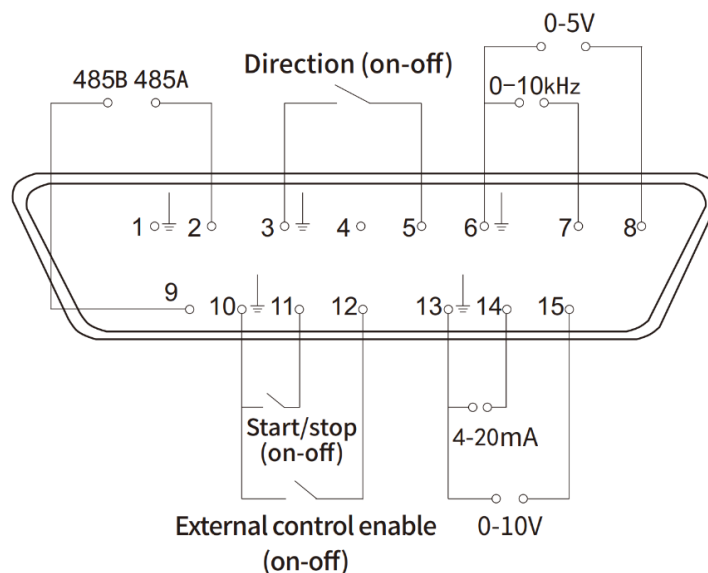 0-5V
Direction (on-off)
485B 485A
0-10kHz
1 2 3 4 5 6 7 8
9 10 11 12 13 14 15
Start/stop
(on-off)
4-20mA
External control enable
(on-off)
0-10V